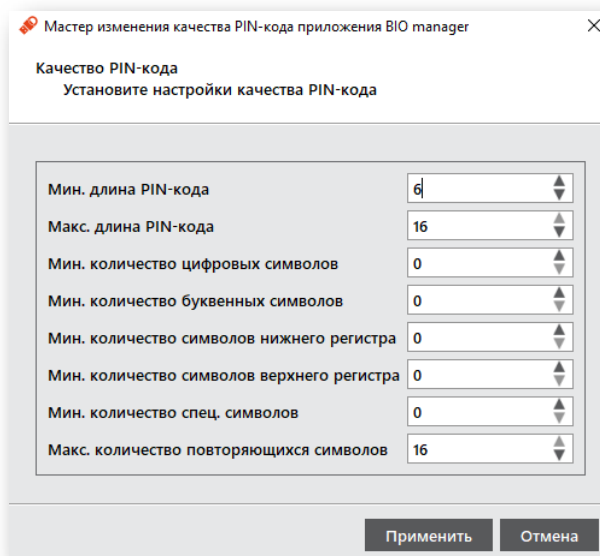 Мастер изменения качества PIN-кода приложения BIO manager
Качество PIN-кода
Установите настройки качества PIN-кода
Мин. длина PIN-кода 6
Макс. длина PIN-кода 16
Мин. количество цифровых символов 0
Мин. количество буквенных символов 0
Мин. количество символов нижнего регистра 0
Мин. количество символов верхнего регистра 0
Мин. количество спец. символов 0
Макс. количество повторяющихся символов 16
Применить Отмена